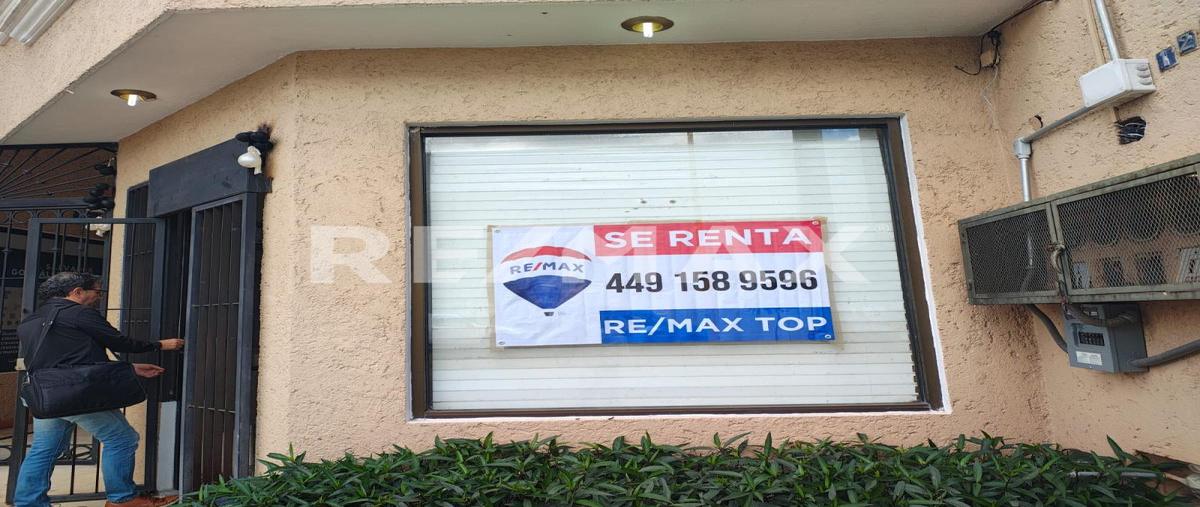 SE RENTA
RE/MAX
449 158 9596
RE/MAX TOP
RE/MAX